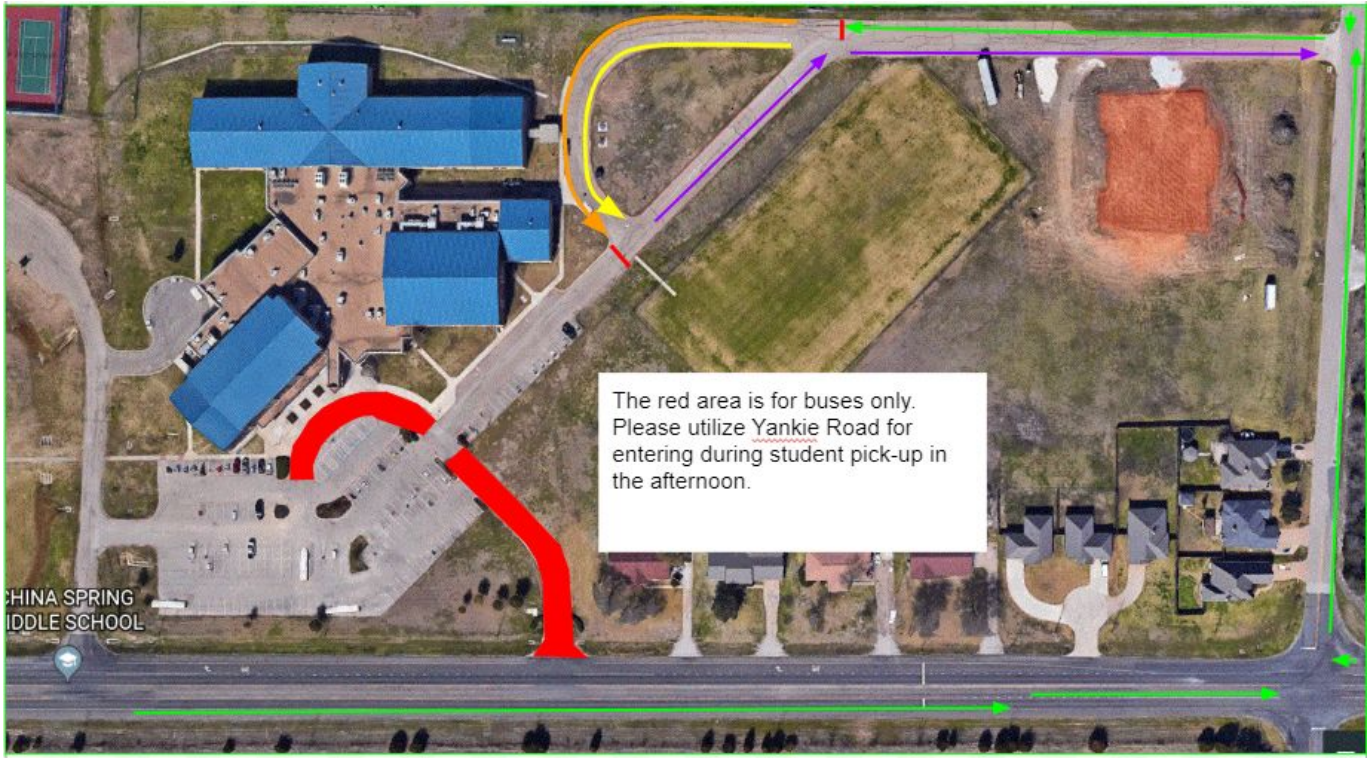 The red area is for buses only.
Please utilize Yankie Road for
entering during student pick-up in
the afternoon.
CHINA SPRING
IDDLE SCHOOL